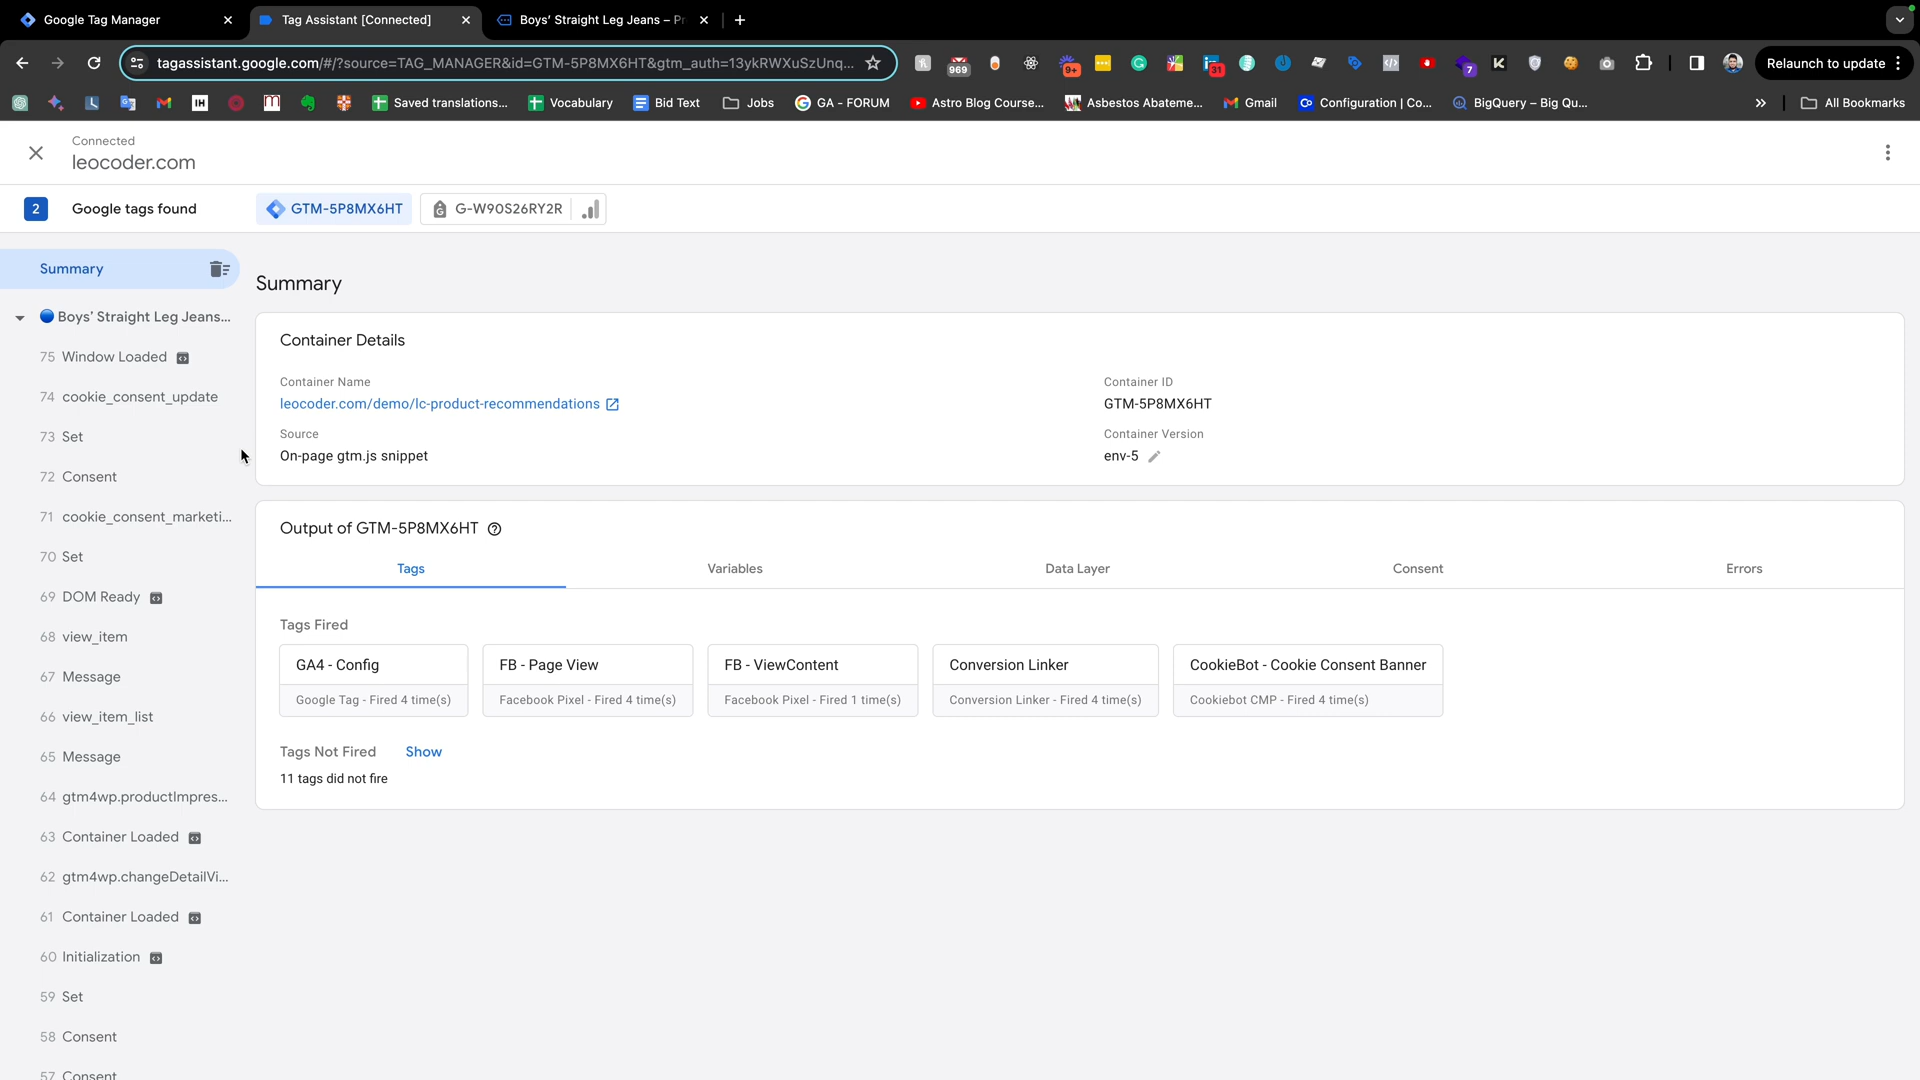 Google Tag Manager
Tag Assistant [Connected]
Boys' Straight Leg Jeans – Pr
tagassistant.google.com/#/?source=TAG_MANAGER&id=GTM-5P8MX6HT&gtm_auth=13ykRWXuSzUnq...
969
9+
31
7
Relaunch to update
IH
Saved translations...
Vocabulary
Bid Text
Jobs
GA - FORUM
Astro Blog Course...
Asbestos Abateme...
Gmail
Configuration | Co...
BigQuery – Big Qu...
All Bookmarks
Connected
leocoder.com
2
Google tags found
GTM-5P8MX6HT
G-W90S26RY2R
Summary
Boys' Straight Leg Jeans...
75 Window Loaded
74 cookie_consent_update
73 Set
72 Consent
71 cookie_consent_marketi...
70 Set
69 DOM Ready
68 view_item
67 Message
66 view_item_list
65 Message
64 gtm4wp.productImpres...
63 Container Loaded
62 gtm4wp.changeDetailVi...
61 Container Loaded
60 Initialization
59 Set
58 Consent
57 Consent
Summary
Container Details
Container Name
leocoder.com/demo/lc-product-recommendations
Container ID
GTM-5P8MX6HT
Source
On-page gtm.js snippet
Container Version
env-5
Output of GTM-5P8MX6HT
Tags
Variables
Data Layer
Consent
Errors
Tags Fired
GA4 - Config
Google Tag - Fired 4 time(s)
FB - Page View
Facebook Pixel - Fired 4 time(s)
FB - ViewContent
Facebook Pixel - Fired 1 time(s)
Conversion Linker
Conversion Linker - Fired 4 time(s)
CookieBot - Cookie Consent Banner
Cookiebot CMP - Fired 4 time(s)
Tags Not Fired
Show
11 tags did not fire